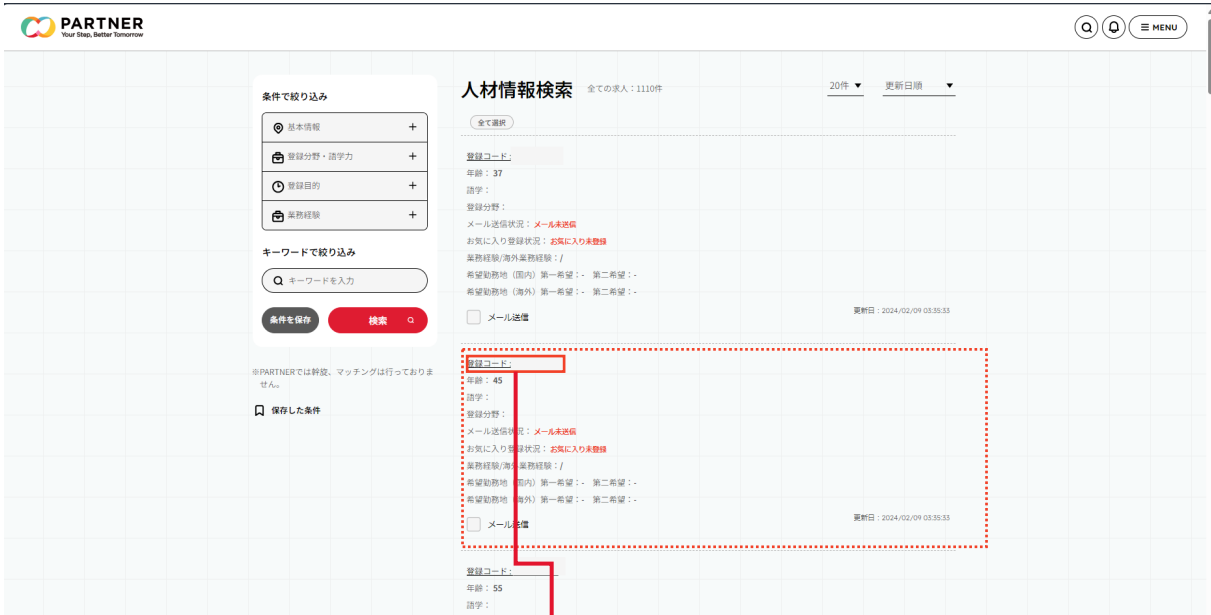 PARTNER
Your Step, Better Tomorrow
MENU
条件で絞り込み
基本情報 +
登録分野・語学力 +
登録目的 +
業務経験 +
キーワードで絞り込み
キーワードを入力
条件を保存 検索
※PARTNERでは斡旋、マッチングは行っておりま
せん。
保存した条件
人材情報検索 全ての求人：1110件
20件 ▼ 更新日順 ▼
全て選択
登録コード：
年齢：37
語学：
登録分野：
メール送信状況：メール未送信
お気に入り登録状況：お気に入り未登録
業務経験/海外業務経験：/
希望勤務地（国内）第一希望：- 第二希望：-
希望勤務地（海外）第一希望：- 第二希望：-
メール送信
更新日：2024/02/09 03:35:33
登録コード：
年齢：45
語学：
登録分野：
メール送信状況：メール未送信
お気に入り登録状況：お気に入り未登録
業務経験/海外業務経験：/
希望勤務地（国内）第一希望：- 第二希望：-
希望勤務地（海外）第一希望：- 第二希望：-
メール送信
更新日：2024/02/09 03:35:33
登録コード：
年齢：55
語学：